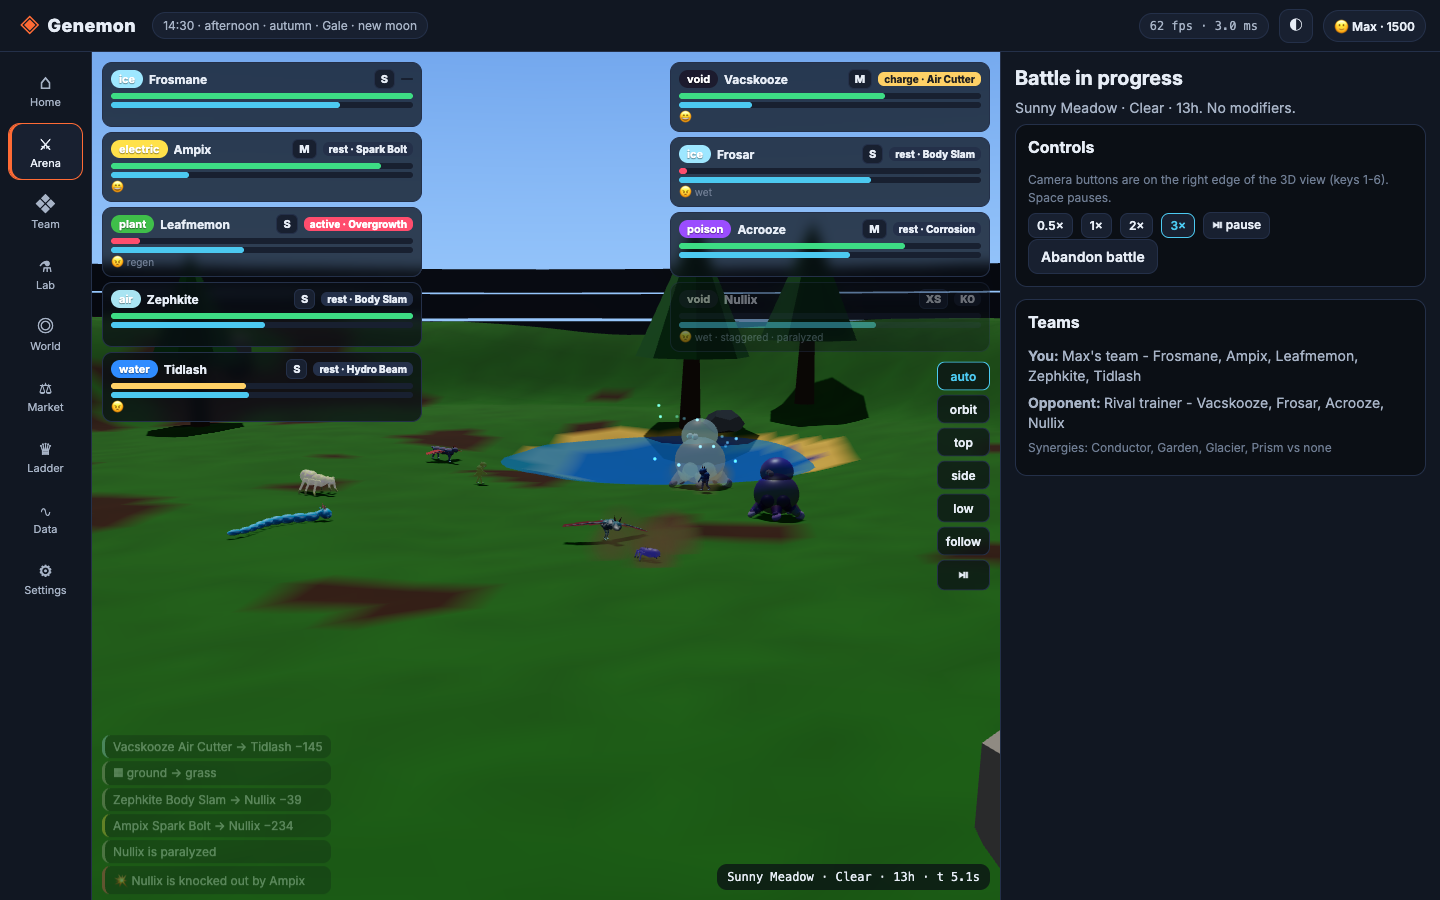 Genemon
14:30 · afternoon · autumn · Gale · new moon
62 fps · 3.0 ms
Max · 1500
Home
Arena
Team
Lab
World
Market
Ladder
Data
Settings
ice Frosmane S —
electric Ampix M rest · Spark Bolt
plant Leafmemon S active · Overgrowth
regen
air Zephkite S rest · Body Slam
water Tidlash S rest · Hydro Beam
void Vacskooze M charge · Air Cutter
ice Frosar S rest · Body Slam
wet
poison Acrooze M rest · Corrosion
void Nullix XS KO
wet · staggered · paralyzed
auto
orbit
top
side
low
follow
Vacskooze Air Cutter → Tidlash −145
ground → grass
Zephkite Body Slam → Nullix −39
Ampix Spark Bolt → Nullix −234
Nullix is paralyzed
Nullix is knocked out by Ampix
Sunny Meadow · Clear · 13h · t 5.1s
Battle in progress
Sunny Meadow · Clear · 13h. No modifiers.
Controls
Camera buttons are on the right edge of the 3D view (keys 1-6).
Space pauses.
0.5× 1× 2× 3× pause
Abandon battle
Teams
You: Max's team - Frosmane, Ampix, Leafmemon,
Zephkite, Tidlash
Opponent: Rival trainer - Vacskooze, Frosar, Acrooze,
Nullix
Synergies: Conductor, Garden, Glacier, Prism vs none